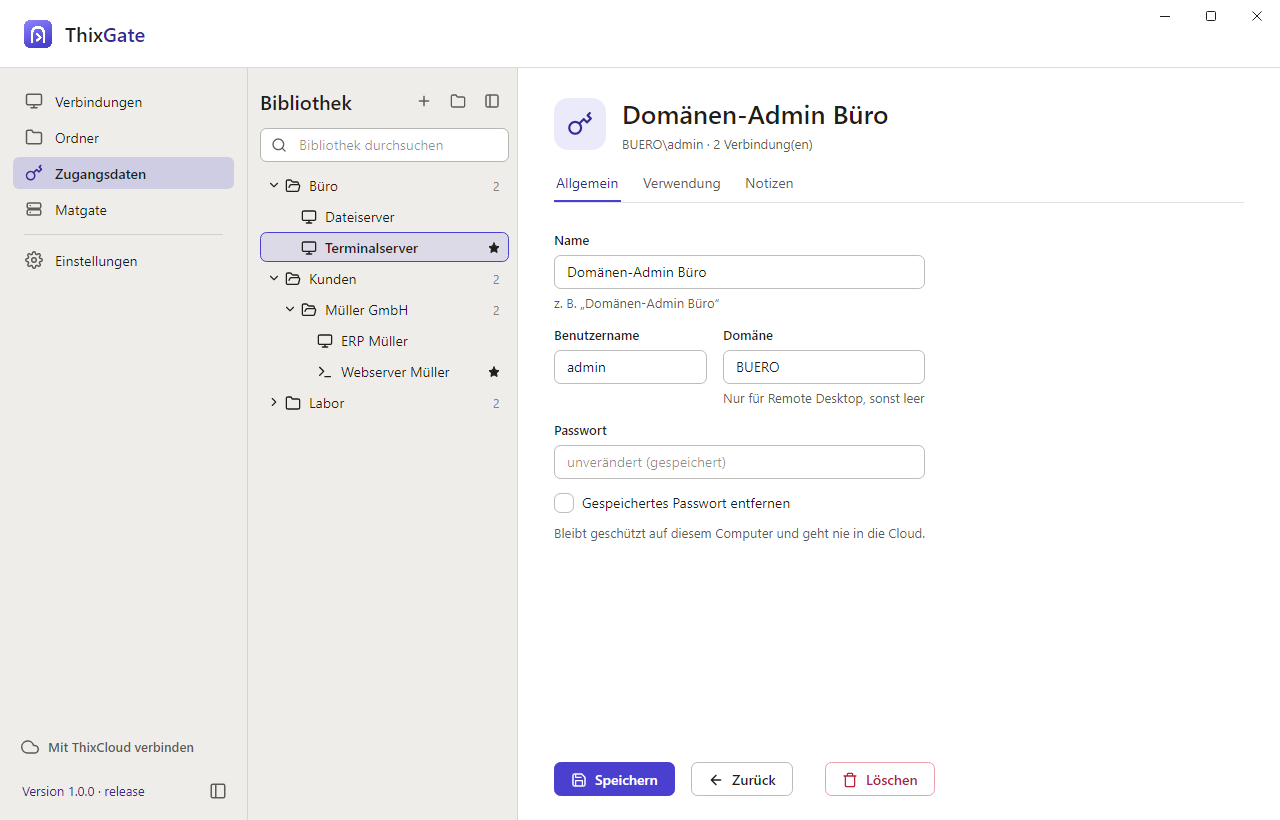 ThixGate
Verbindungen
Ordner
Zugangsdaten
Matgate
Einstellungen
Mit ThixCloud verbinden
Version 1.0.0 · release
Bibliothek
Bibliothek durchsuchen
Büro 2
Dateiserver
Terminalserver
Kunden 2
Müller GmbH 2
ERP Müller
Webserver Müller
Labor 2
Domänen-Admin Büro
BUERO\admin · 2 Verbindung(en)
Allgemein Verwendung Notizen
Name
Domänen-Admin Büro
z. B. „Domänen-Admin Büro“
Benutzername Domäne
admin BUERO
Nur für Remote Desktop, sonst leer
Passwort
unverändert (gespeichert)
Gespeichertes Passwort entfernen
Bleibt geschützt auf diesem Computer und geht nie in die Cloud.
Speichern Zurück Löschen